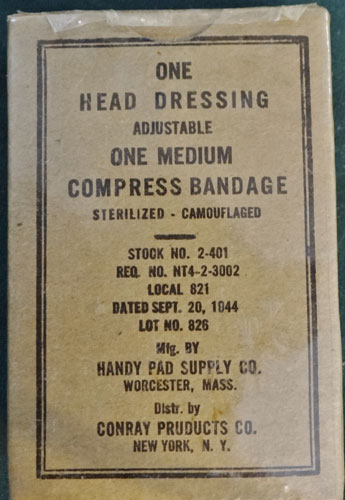 ONE
HEAD DRESSING
ADJUSTABLE
ONE MEDIUM
COMPRESS BANDAGE
STERILIZED - CAMOUFLAGED
STOCK NO. 2-401
REQ. NO. NT4-2-3002
LOCAL 821
DATED SEPT. 20, 1944
LOT NO. 826
Mfg. BY
HANDY PAD SUPPLY CO.
WORCESTER, MASS.
Distr. by
CONRAY PRUDUCTS CO.
NEW YORK, N. Y.